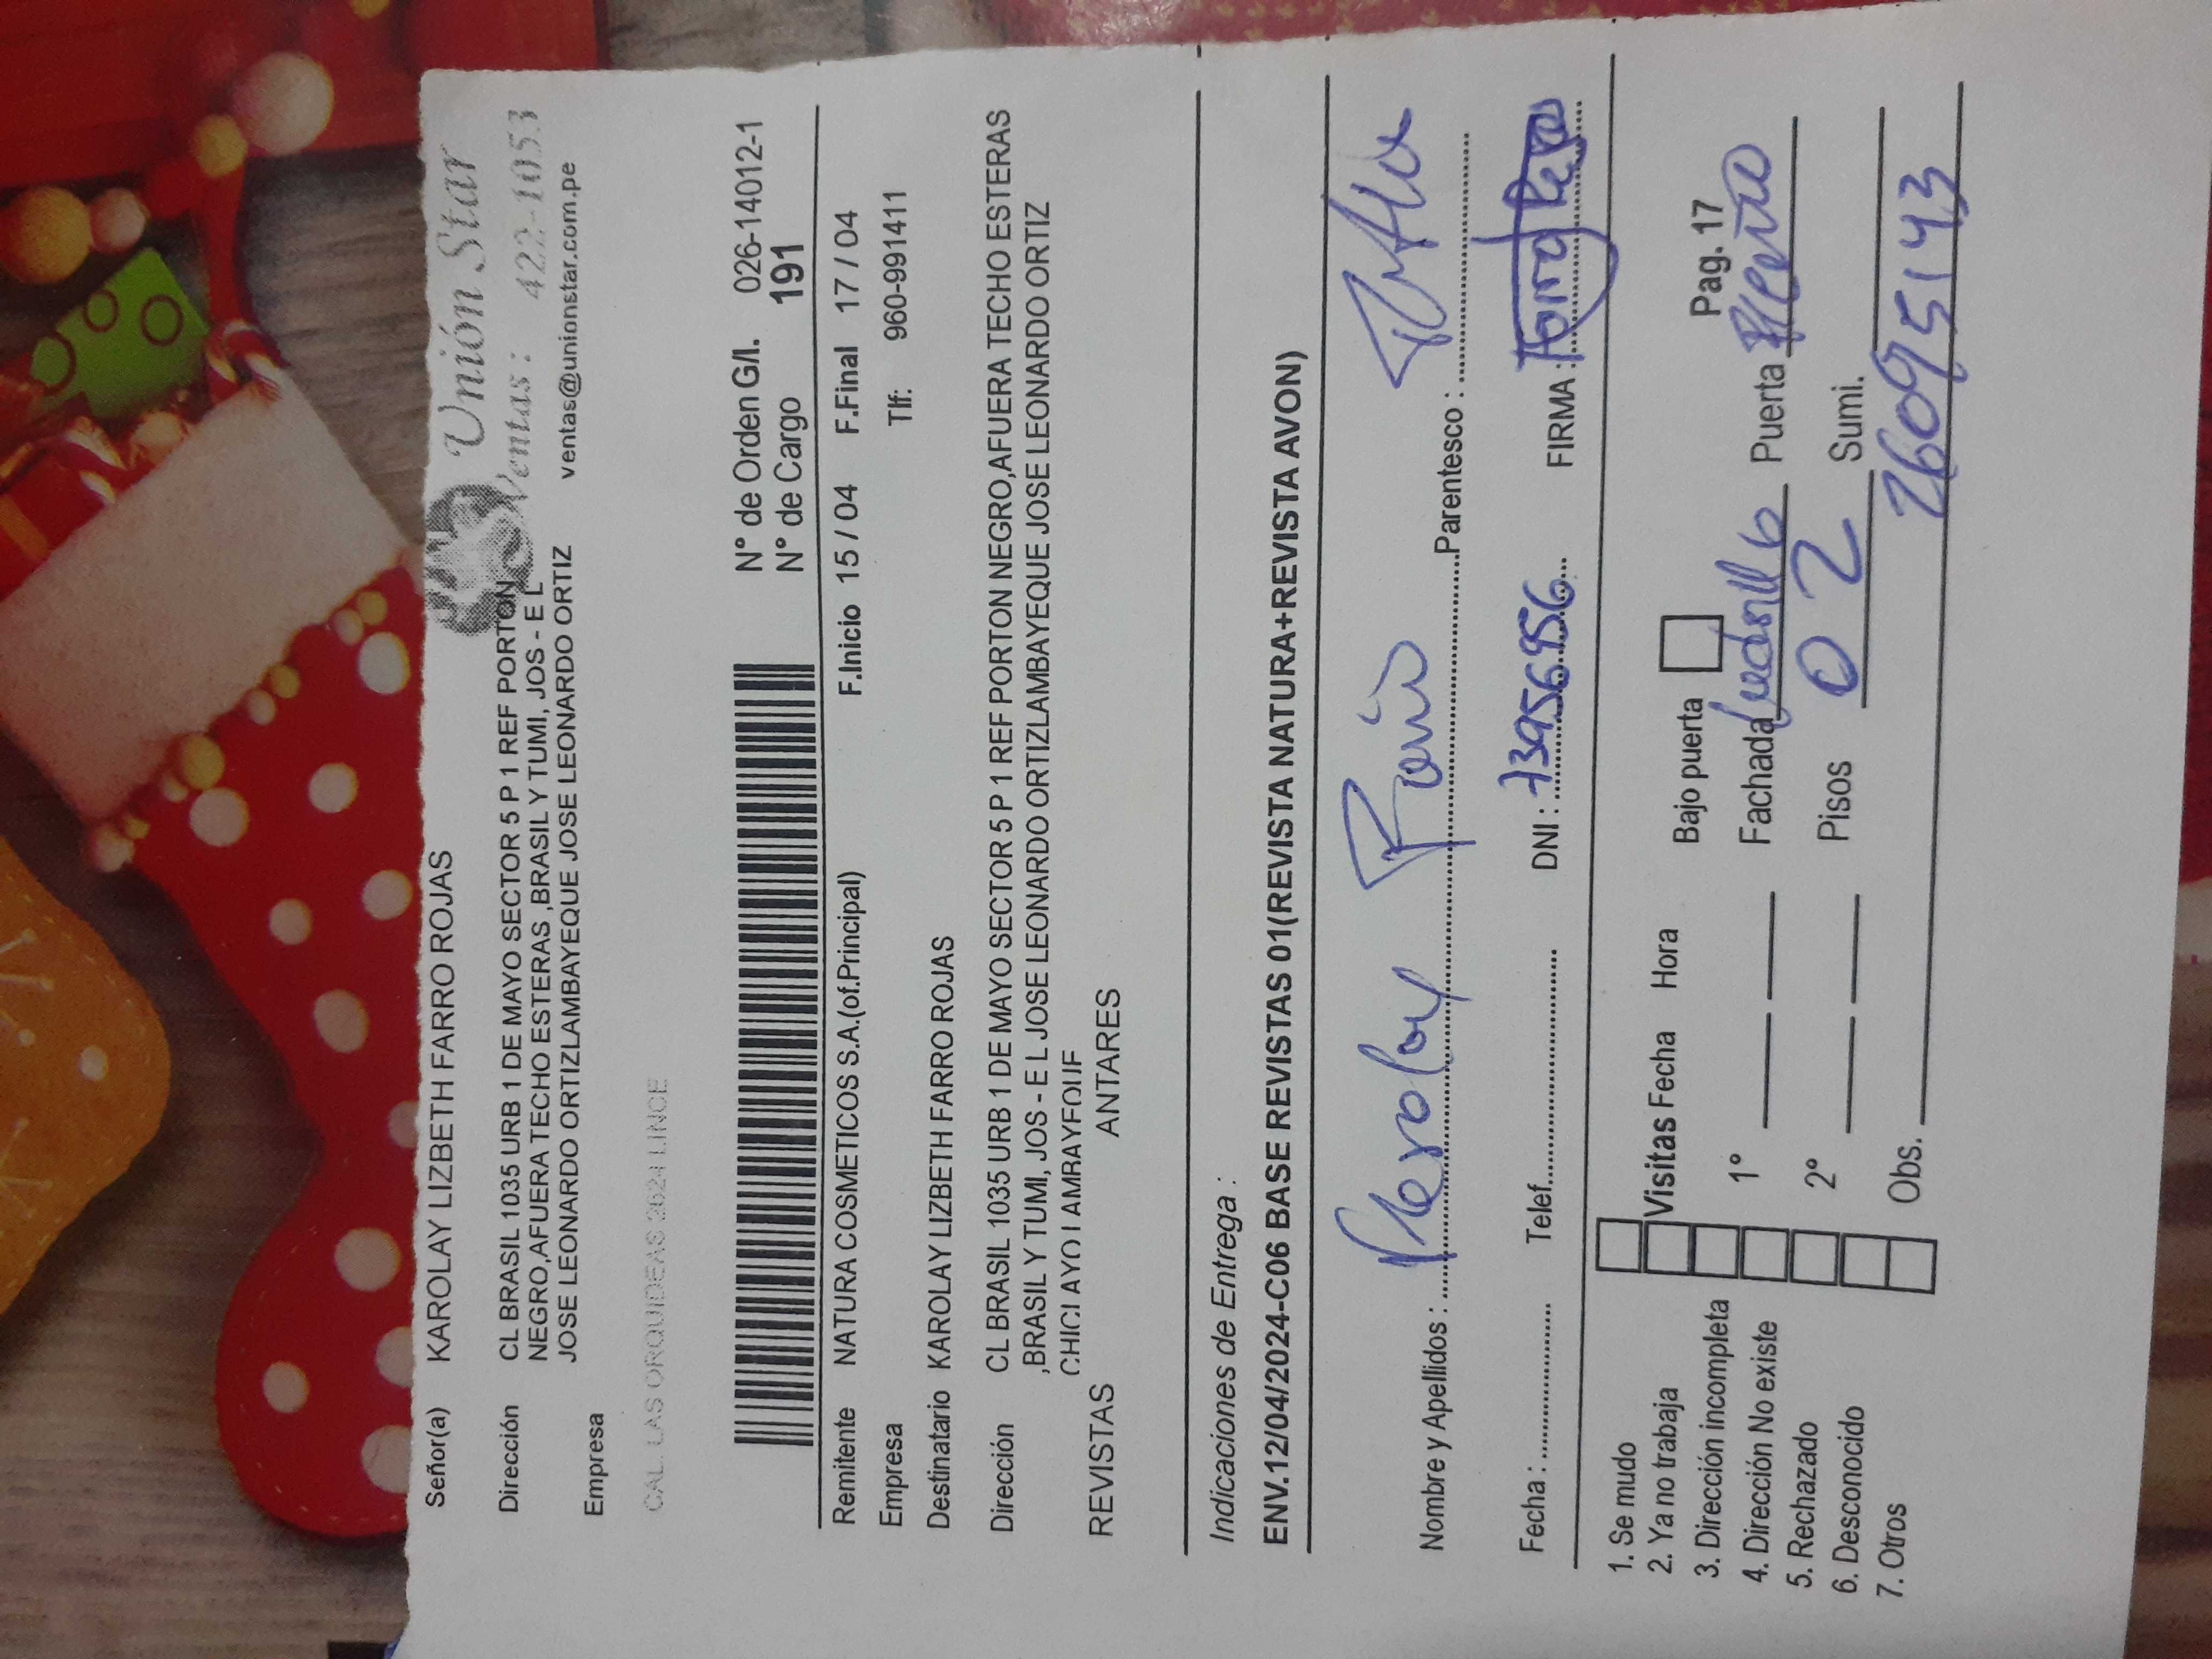 Unión Star
Ventas: 422-1053
ventas@unionstar.com.pe
Señor(a) KAROLAY LIZBETH FARRO ROJAS
Dirección CL BRASIL 1035 URB 1 DE MAYO SECTOR 5 P 1 REF PORTON
NEGRO,AFUERA TECHO ESTERAS ,BRASIL Y TUMI, JOS - E L
JOSE LEONARDO ORTIZLAMBAYEQUE JOSE LEONARDO ORTIZ
Empresa
CAL. LAS ORQUIDEAS 2624 LINCE
N° de Orden G/I. 026-14012-1
N° de Cargo 191
Remitente NATURA COSMETICOS S.A.(of.Principal) F.Inicio 15 / 04 F.Final 17 / 04
Empresa Tlf: 960-991411
Destinatario KAROLAY LIZBETH FARRO ROJAS
Dirección CL BRASIL 1035 URB 1 DE MAYO SECTOR 5 P 1 REF PORTON NEGRO,AFUERA TECHO ESTERAS
,BRASIL Y TUMI, JOS - E L JOSE LEONARDO ORTIZLAMBAYEQUE JOSE LEONARDO ORTIZ
REVISTAS ANTARES
Indicaciones de Entrega :
ENV.12/04/2024-C06 BASE REVISTAS 01(REVISTA NATURA+REVISTA AVON)
Nombre y Apellidos : Parentesco :
Fecha : Telef. DNI : 73956956 FIRMA :
1. Se mudo
2. Ya no trabaja Visitas Fecha Hora Bajo puerta Pag. 17
3. Dirección incompleta
4. Dirección No existe 1° Fachada Ladrillo Puerta
5. Rechazado 2° Pisos 02 Sumi.
6. Desconocido
7. Otros Obs. 26095143